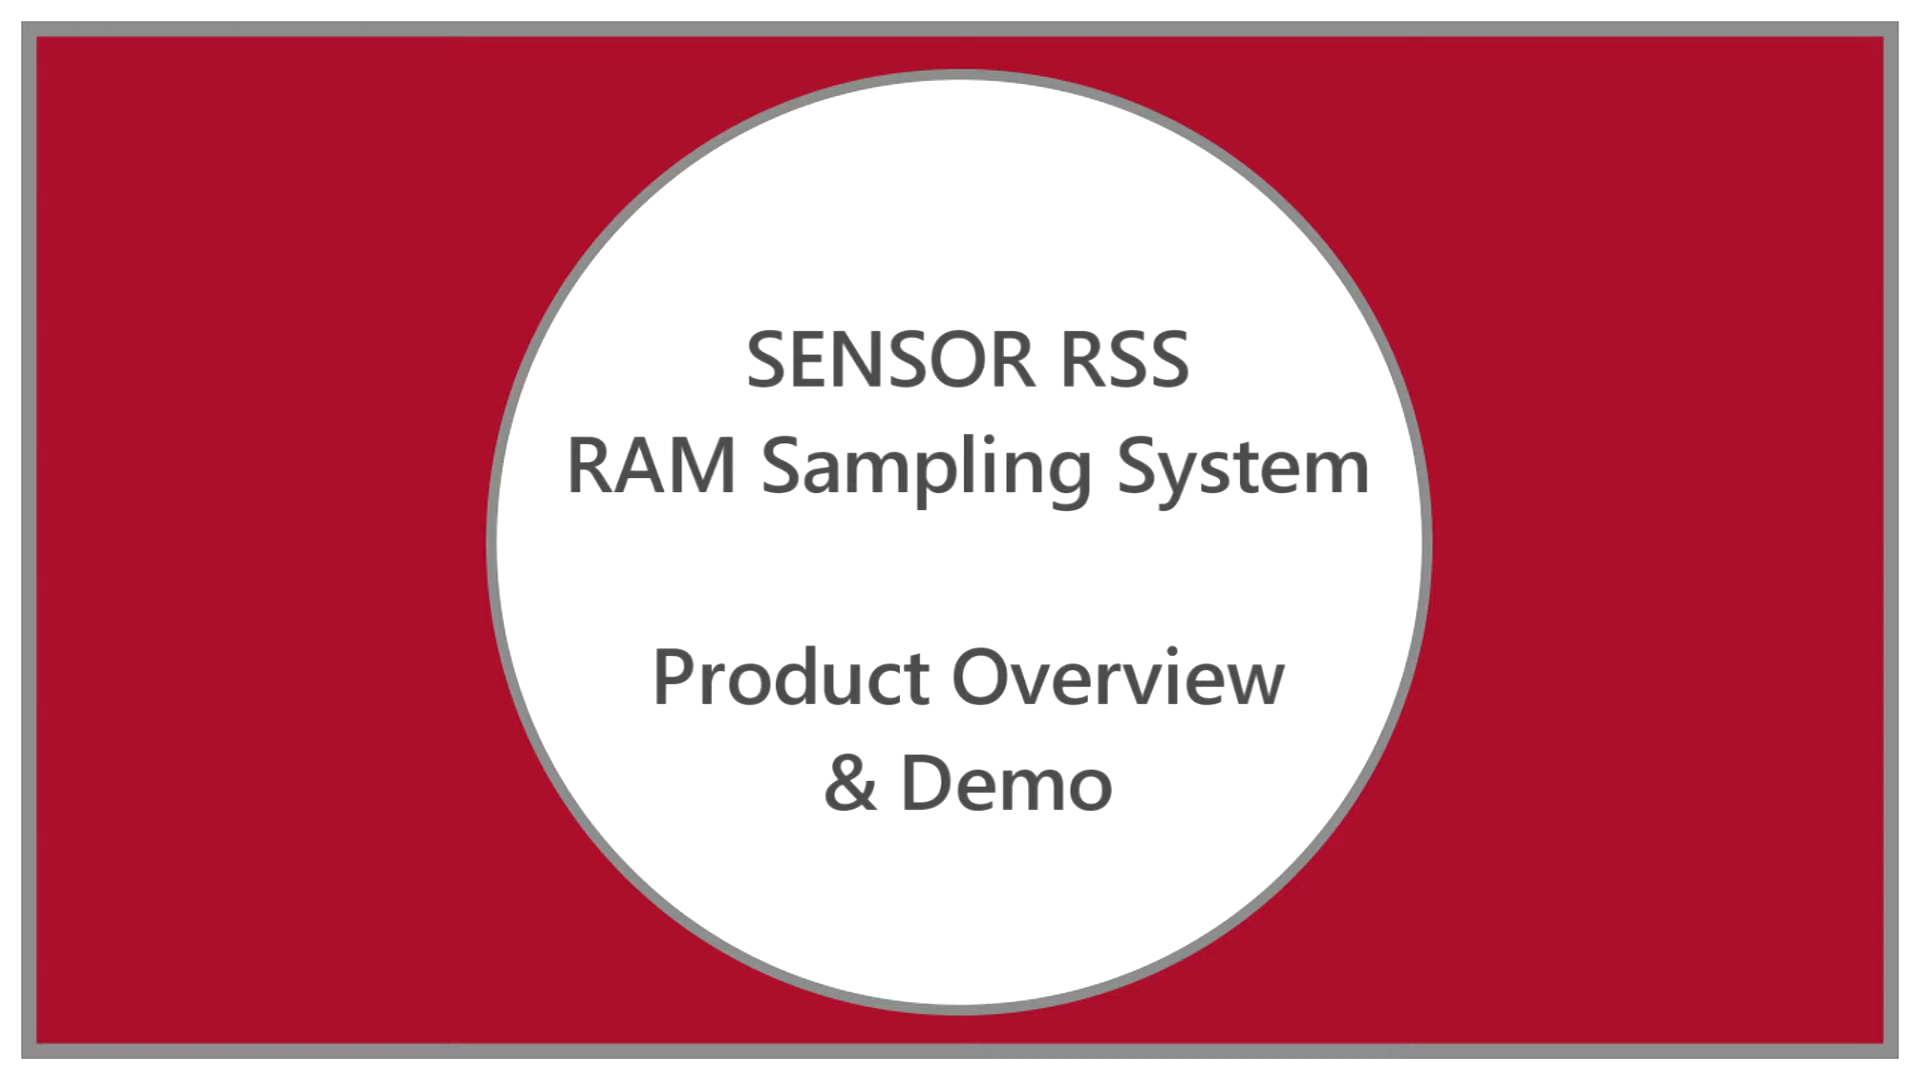 SENSOR RSS
RAM Sampling System
Product Overview
& Demo